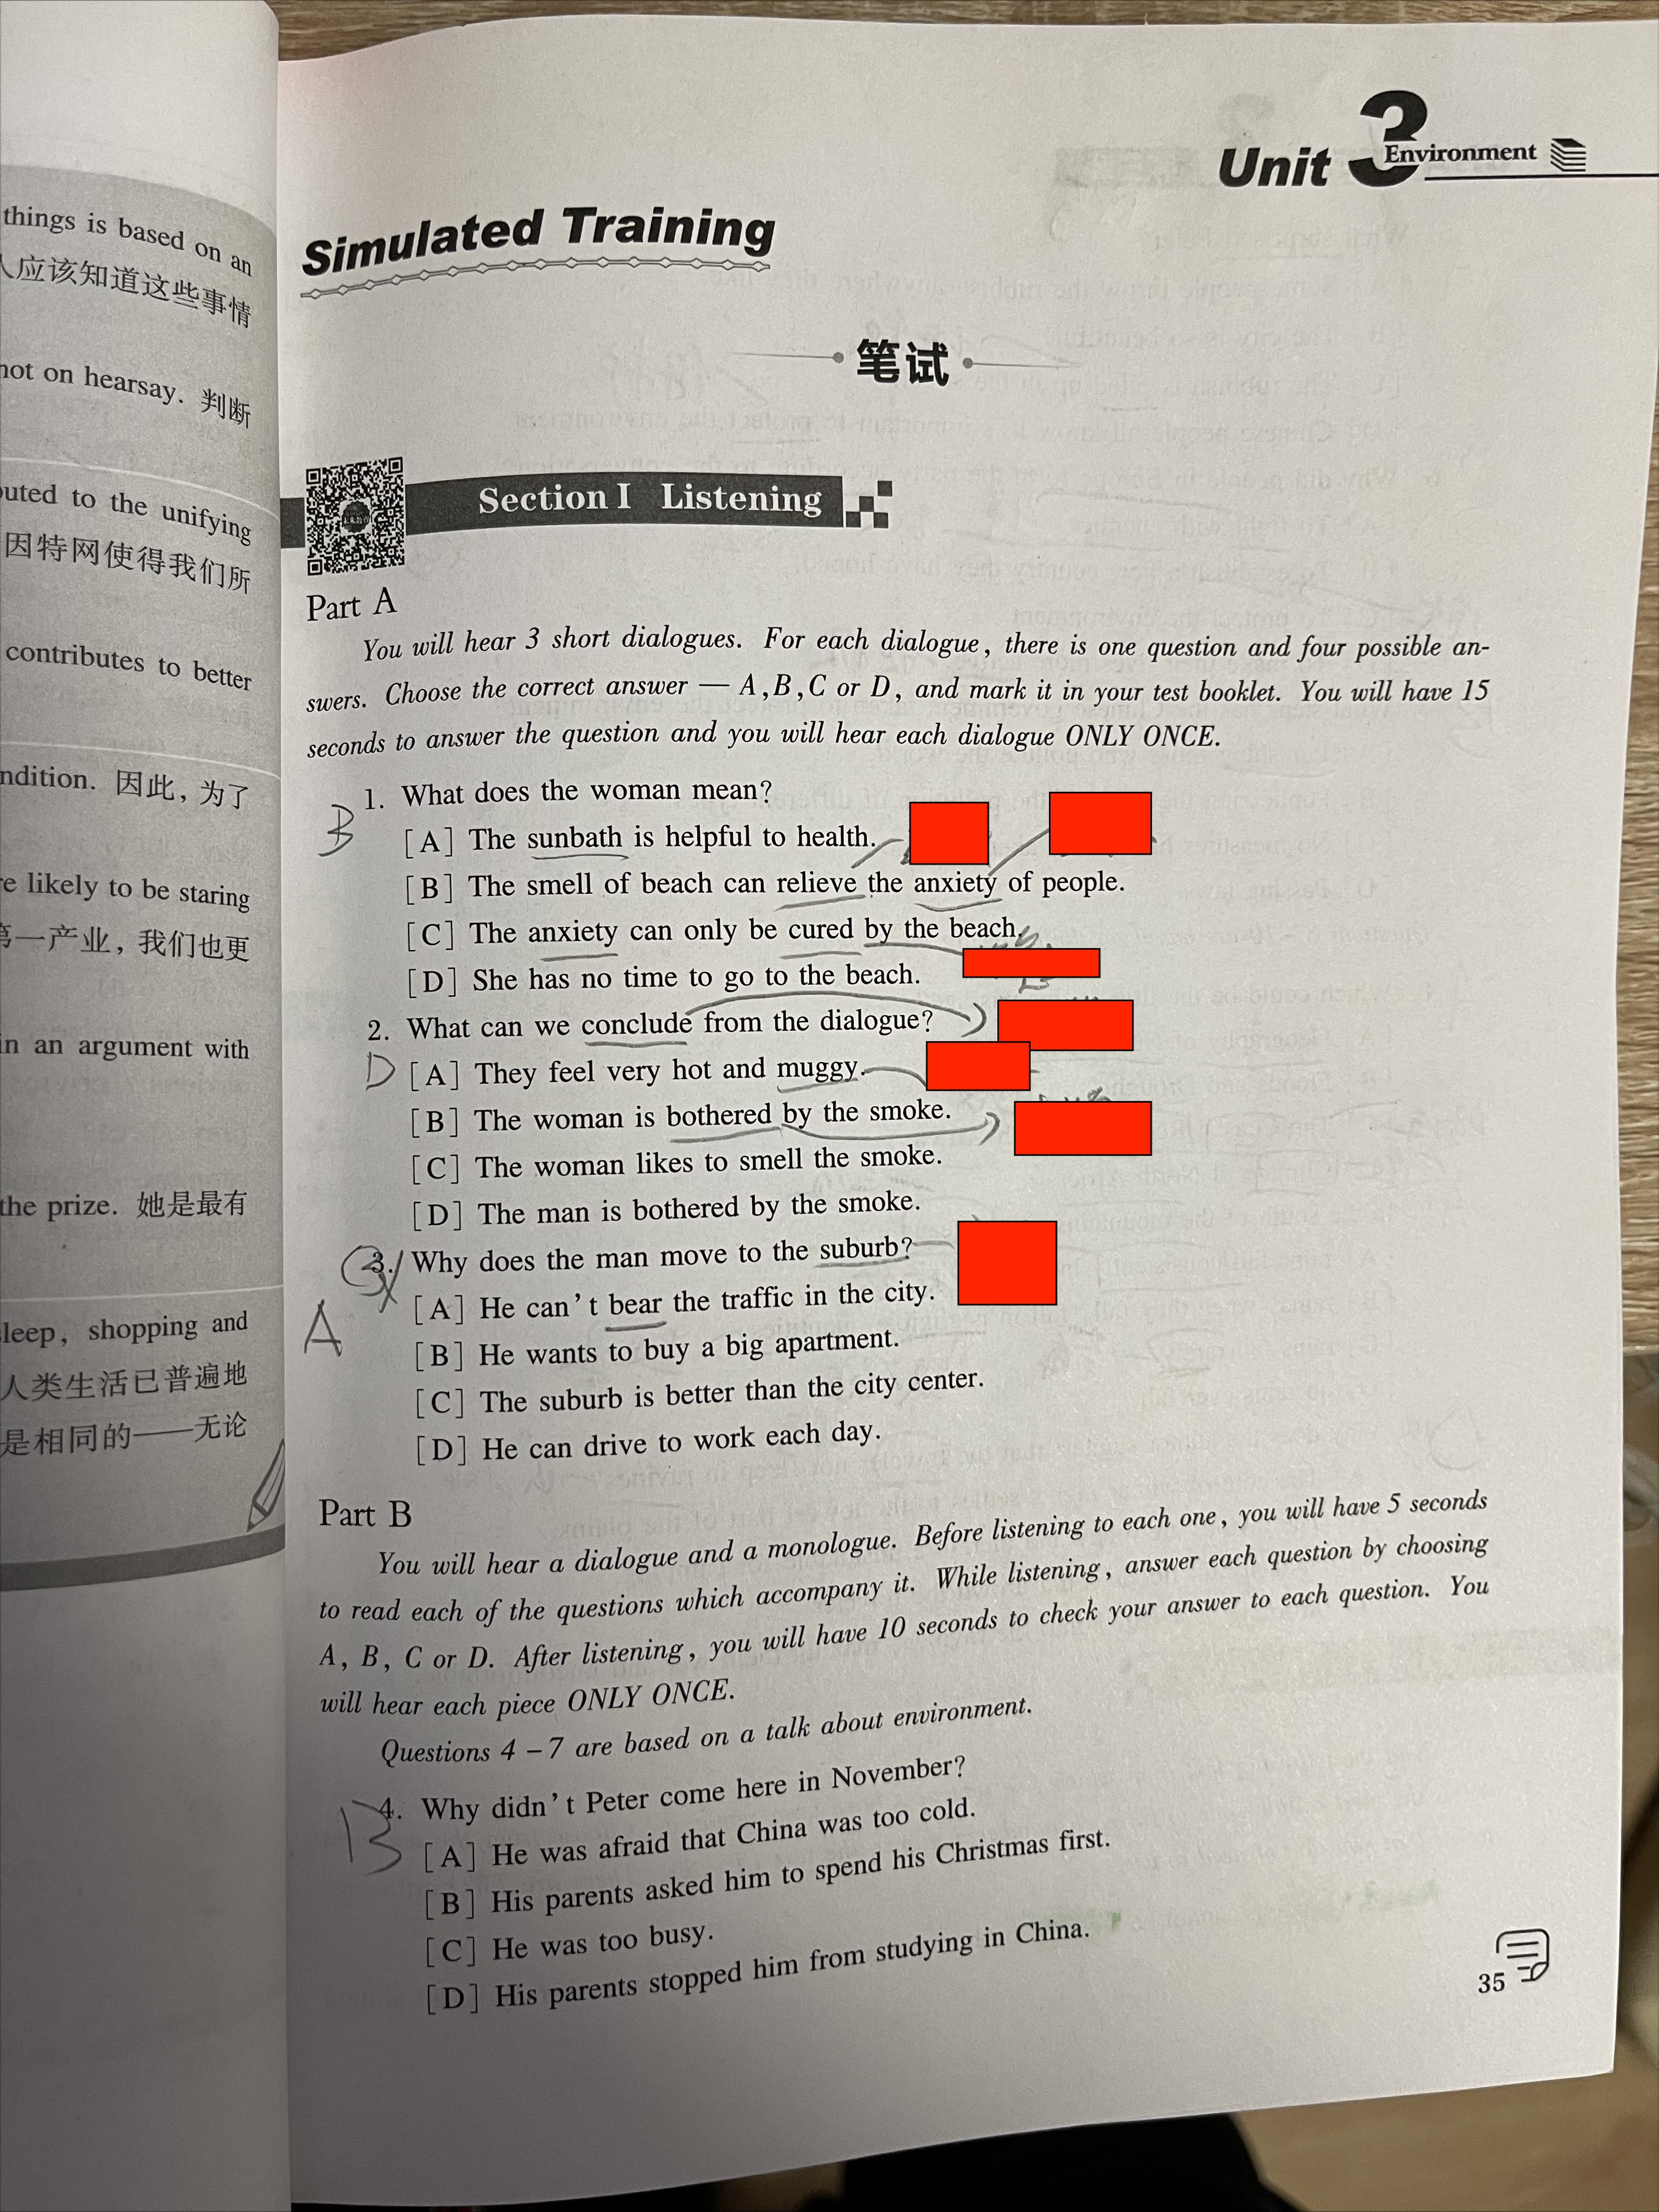 things is based on an
人应该知道这些事情
not on hearsay. 判断
buted to the unifying
因特网使得我们所
contributes to better
ndition. 因此，为了
re likely to be staring
第一产业，我们也更
in an argument with
the prize. 她是最有
sleep, shopping and
人类生活已普遍地
是相同的——无论
Unit 3 Environment
Simulated Training
笔试
Section I Listening
Part A
You will hear 3 short dialogues. For each dialogue, there is one question and four possible an-
swers. Choose the correct answer — A, B, C or D, and mark it in your test booklet. You will have 15
seconds to answer the question and you will hear each dialogue ONLY ONCE.
B
1. What does the woman mean?
[A] The sunbath is helpful to health.
[B] The smell of beach can relieve the anxiety of people.
[C] The anxiety can only be cured by the beach.
[D] She has no time to go to the beach.
2. What can we conclude from the dialogue?
D
[A] They feel very hot and muggy.
[B] The woman is bothered by the smoke.
[C] The woman likes to smell the smoke.
[D] The man is bothered by the smoke.
3. Why does the man move to the suburb?
A
[A] He can't bear the traffic in the city.
[B] He wants to buy a big apartment.
[C] The suburb is better than the city center.
[D] He can drive to work each day.
Part B
You will hear a dialogue and a monologue. Before listening to each one, you will have 5 seconds
to read each of the questions which accompany it. While listening, answer each question by choosing
A, B, C or D. After listening, you will have 10 seconds to check your answer to each question. You
will hear each piece ONLY ONCE.
Questions 4 – 7 are based on a talk about environment.
4. Why didn't Peter come here in November?
B
[A] He was afraid that China was too cold.
[B] His parents asked him to spend his Christmas first.
[C] He was too busy.
[D] His parents stopped him from studying in China.
35